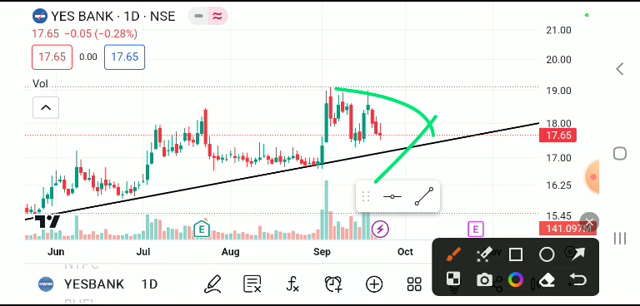 YES BANK · 1D · NSE
17.65 −0.05 (−0.28%)
17.65 0.00 17.65
Vol
21.00
20.00
19.00
18.00
17.65
17.00
16.25
15.45
141.097
E E
Jun Jul Aug Sep Oct
YESBANK 1D